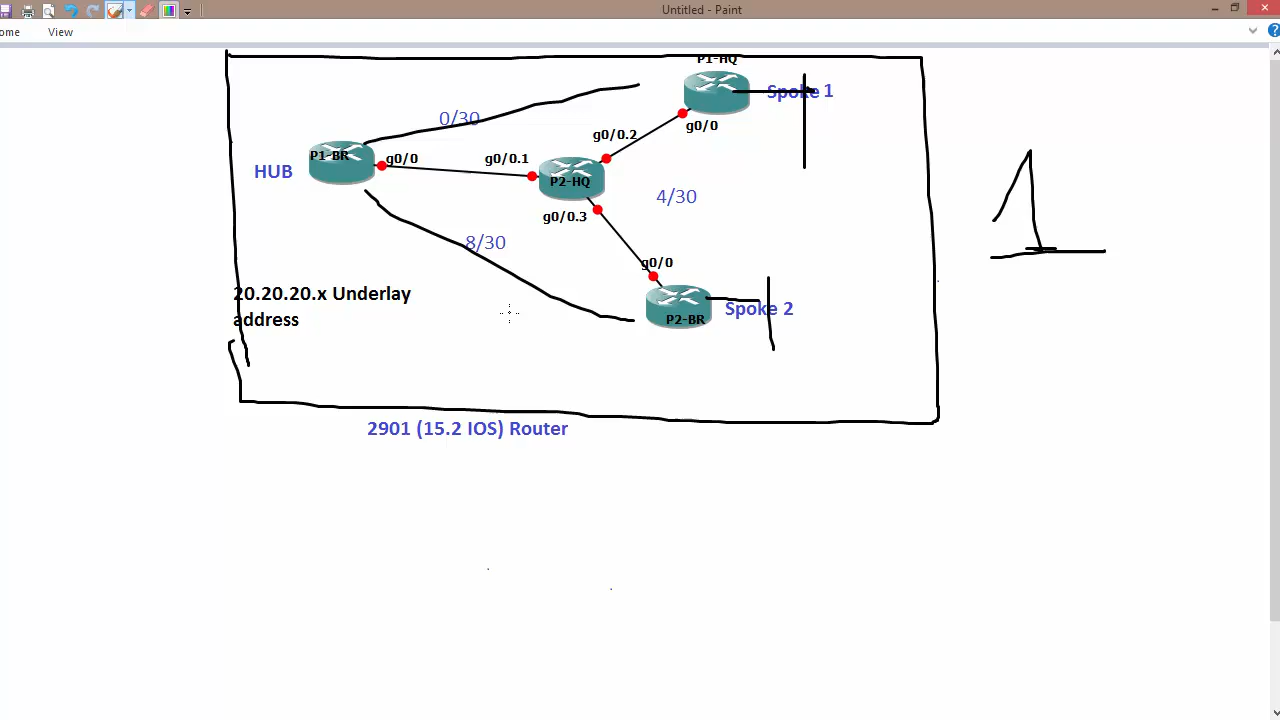 Untitled - Paint
ome View
P1-HQ
Spoke 1
0/30
g0/0.2
g0/0
P1-BR
g0/0
g0/0.1
HUB
P2-HQ
4/30
g0/0.3
8/30
g0/0
20.20.20.x Underlay
address
Spoke 2
P2-BR
2901 (15.2 IOS) Router
1